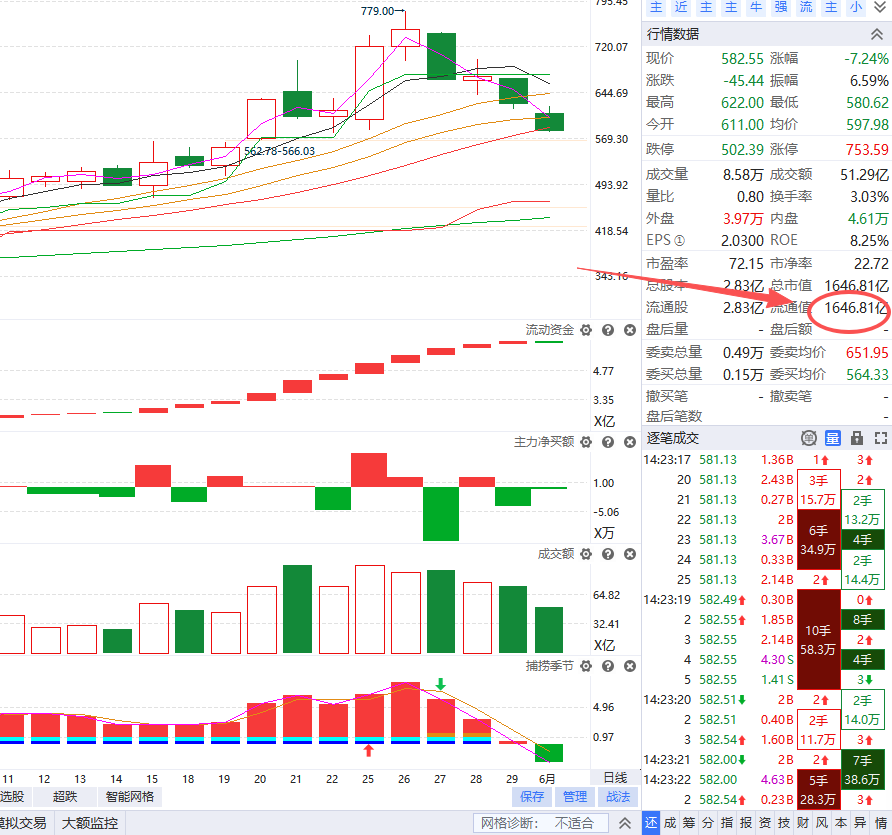 主 近 主 主 牛 强 流 主 小
795.45
779.00
720.07
644.69
569.30
562.78-566.03
493.92
418.54
343.16
行情数据
现价 582.55 涨幅 -7.24%
涨跌 -45.44 振幅 6.59%
最高 622.00 最低 580.62
今开 611.00 均价 597.98
跌停 502.39 涨停 753.59
成交量 8.58万 成交额 51.29亿
量比 0.80 换手率 3.03%
外盘 3.97万 内盘 4.61万
EPS① 2.0300 ROE 8.25%
市盈率 72.15 市净率 22.72
总股本 2.83亿 总市值 1646.81亿
流通股 2.83亿 流通值 1646.81亿
盘后量 - 盘后额 -
委卖总量 0.49万 委卖均价 651.95
委买总量 0.15万 委买均价 564.33
撤买笔 - 撤卖笔 -
盘后笔数 -
流动资金
4.77
3.35
X亿
主力净买额
1.00
-5.06
X万
成交额
64.82
32.41
X亿
捕捞季节
4.96
0.97
11 12 13 14 15 18 19 20 21 22 25 26 27 28 29 6月 日线
选股 超跌 智能网格 保存 管理 战法
模拟交易 大额监控 网格诊断: 不适合
逐笔成交 单 量
14:23:17 581.13 1.36B 1 3
20 581.13 2.43B 3手 2
21 581.13 0.27B 15.7万 2手
22 581.13 2B 6手 13.2万
23 581.13 3.67B 34.9万 4手
24 581.13 0.33B 2手
25 581.13 2.14B 2 14.4万
14:23:19 582.49 0.30B 0
2 582.55 1.85B 10手 8手
3 582.55 2.14B 58.3万 2
4 582.55 4.30S 4手
5 582.55 1.41S 3
14:23:20 582.51 2B 2 2手
2 582.51 0.40B 2手 14.0万
3 582.54 1.60B 11.7万 3
14:23:21 582.00 2B 2 7手
14:23:22 582.00 4.63B 5手 38.6万
2 582.54 0.23B 28.3万 3
还 成 筹 分 指 报 资 技 财 风 本 异 情